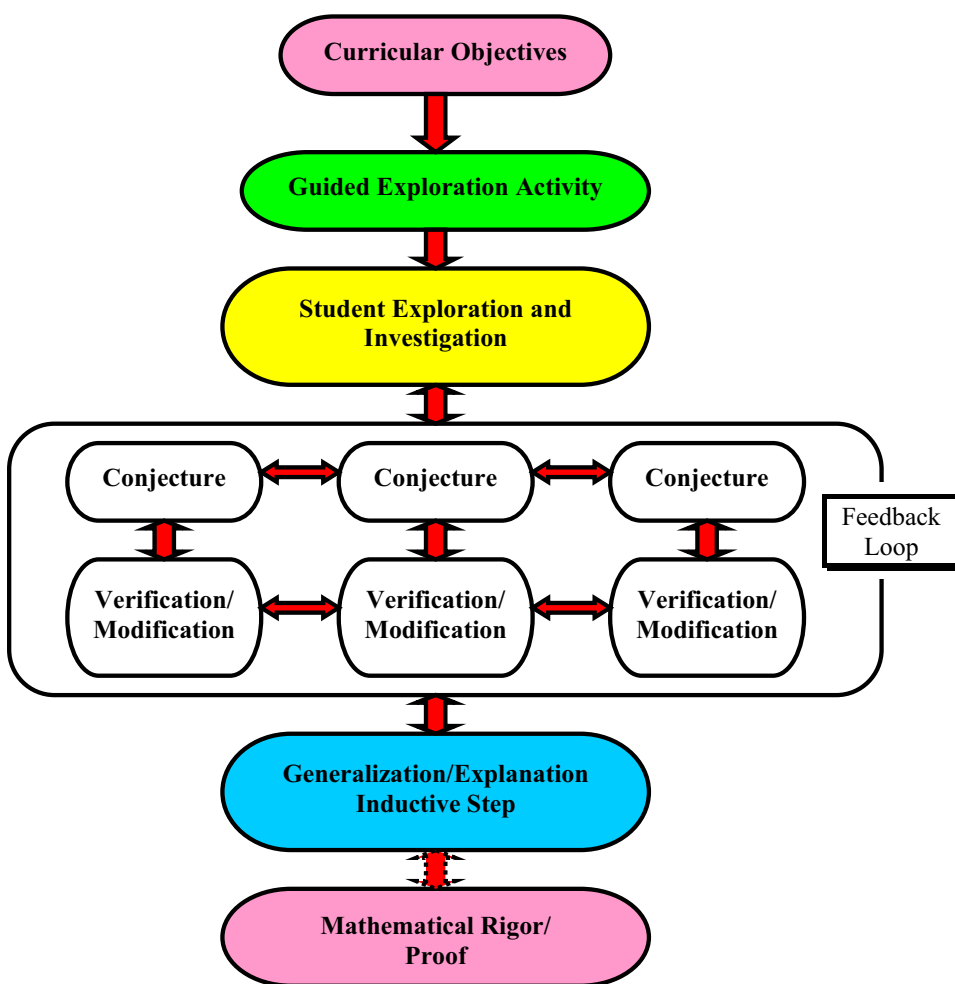 Curricular Objectives
Guided Exploration Activity
Student Exploration and
Investigation
Conjecture
Conjecture
Conjecture
Feedback
Loop
Verification/
Modification
Verification/
Modification
Verification/
Modification
Generalization/Explanation
Inductive Step
Mathematical Rigor/
Proof